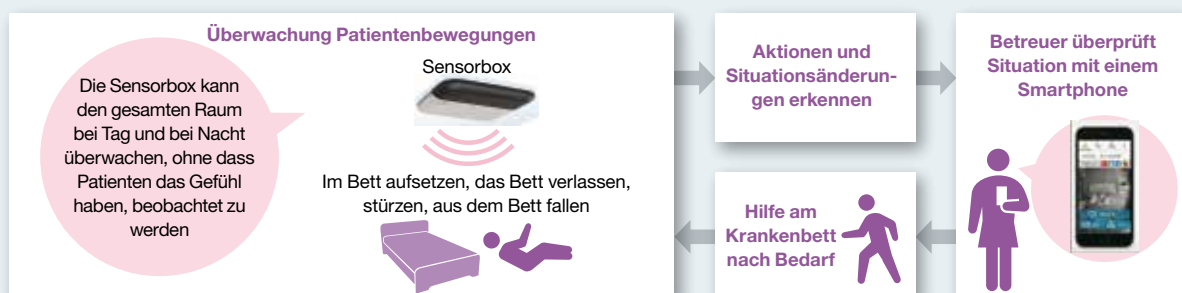 Überwachung Patientenbewegungen
Die Sensorbox kann
den gesamten Raum
bei Tag und bei Nacht
überwachen, ohne dass
Patienten das Gefühl
haben, beobachtet zu
werden
Sensorbox
Im Bett aufsetzen, das Bett verlassen,
stürzen, aus dem Bett fallen
Aktionen und
Situationsänderun-
gen erkennen
Betreuer überprüft
Situation mit einem
Smartphone
Hilfe am
Krankenbett
nach Bedarf